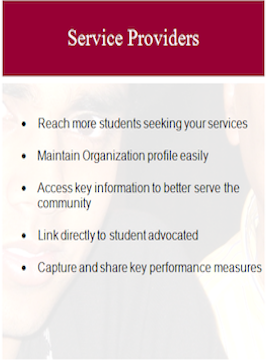 Service Providers
• Reach more students seeking your services
• Maintain Organization profile easily
• Access key information to better serve the
community
• Link directly to student advocated
• Capture and share key performance measures